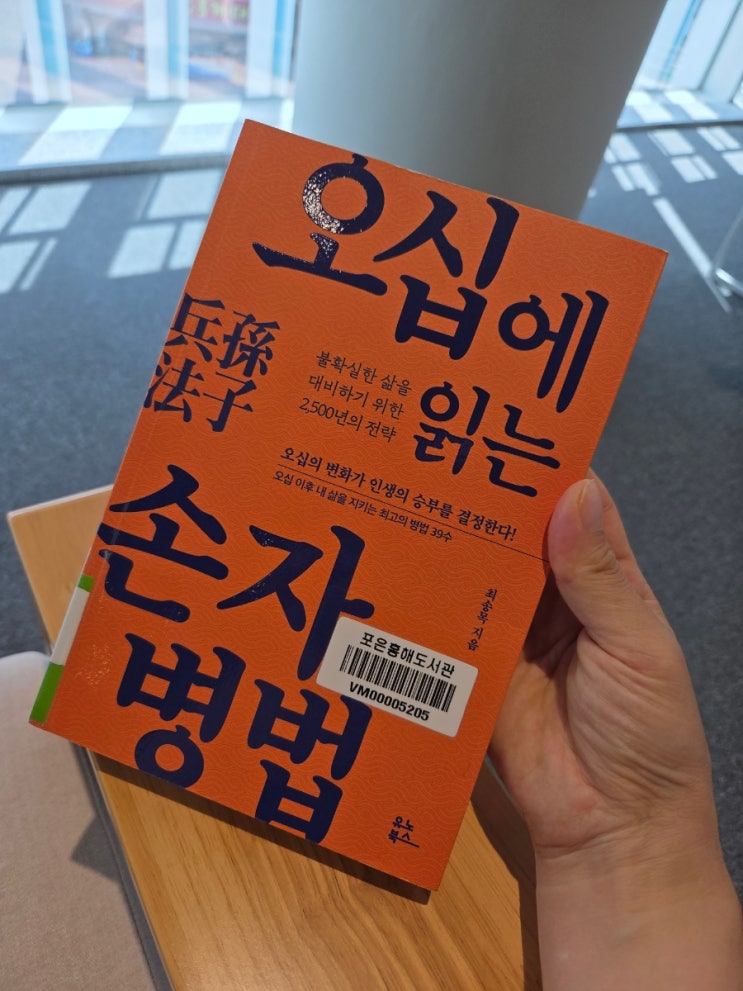 오십에
읽는
孫子
兵法
불확실한 삶을
대비하기 위한
2,500년의 전략
오십의 변화가 인생의 승부를 결정한다!
오십 이후 내 삶을 지키는 최고의 병법 39수
손자
병법
최송목 지음
포은흥해도서관
VM00005205
유노
북스